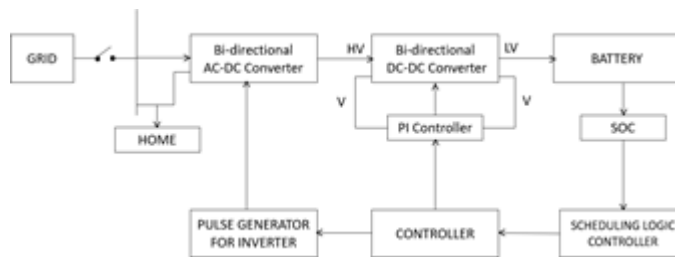 GRID
Bi-directional
AC-DC Converter
HV
Bi-directional
DC-DC Converter
LV
BATTERY
V
V
PI Controller
SOC
HOME
PULSE GENERATOR
FOR INVERTER
CONTROLLER
SCHEDULING LOGIC
CONTROLLER